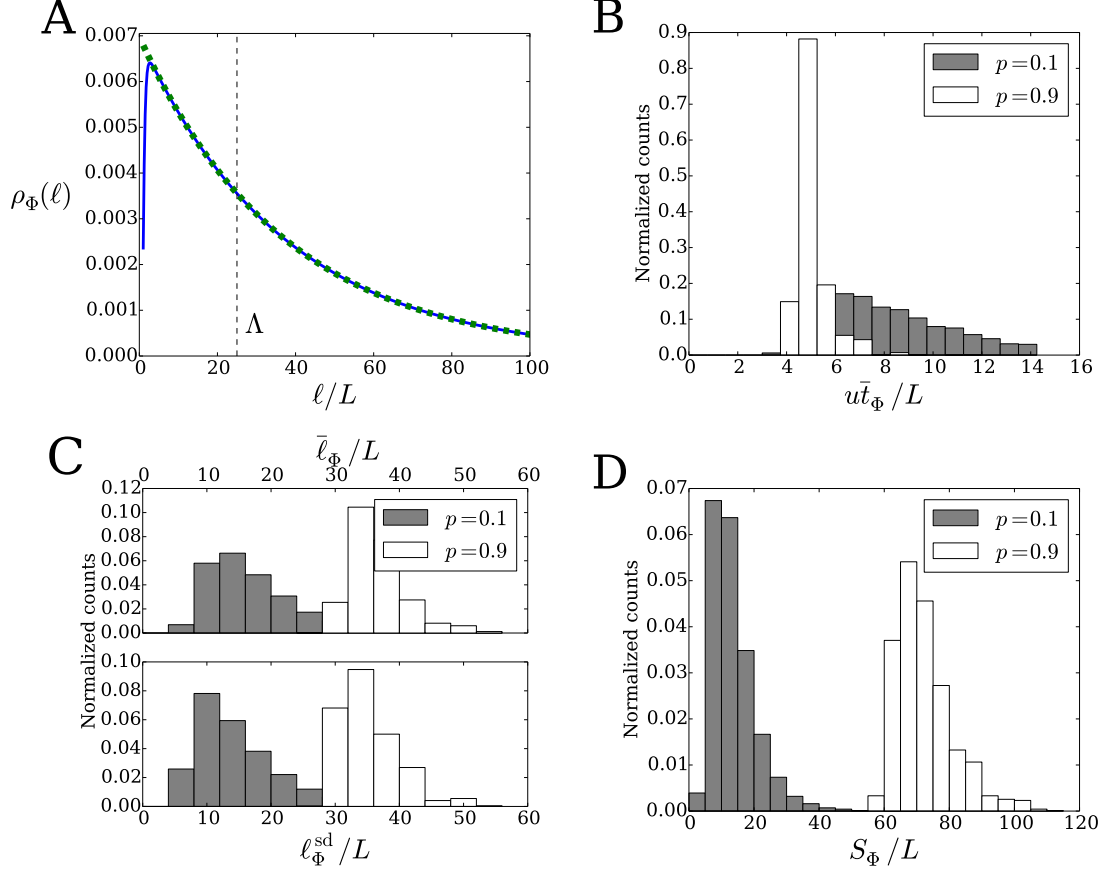 A
0.007
0.006
0.005
0.004
0.003
0.002
0.001
0.000
ρΦ(ℓ)
Λ
0 20 40 60 80 100
ℓ/L
B
0.9
0.8
0.7
0.6
0.5
0.4
0.3
0.2
0.1
0.0
Normalized counts
p=0.1
p=0.9
0 2 4 6 8 10 12 14 16
ut̄Φ/L
C
ℓ̄Φ/L
0 10 20 30 40 50 60
0.12
0.10
0.08
0.06
0.04
0.02
0.00
p=0.1
p=0.9
Normalized counts
0.10
0.08
0.06
0.04
0.02
0.00
0 10 20 30 40 50 60
ℓΦsd/L
D
0.07
0.06
0.05
0.04
0.03
0.02
0.01
0.00
Normalized counts
p=0.1
p=0.9
0 20 40 60 80 100 120
SΦ/L